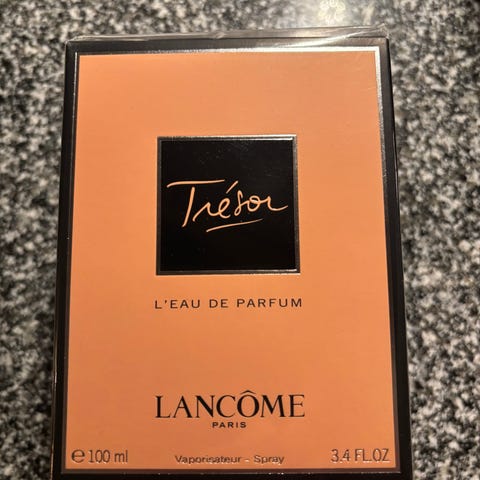 Trésor
L'EAU DE PARFUM
LANCÔME
PARIS
℮ 100 ml Vaporisateur - Spray 3.4 FL.OZ